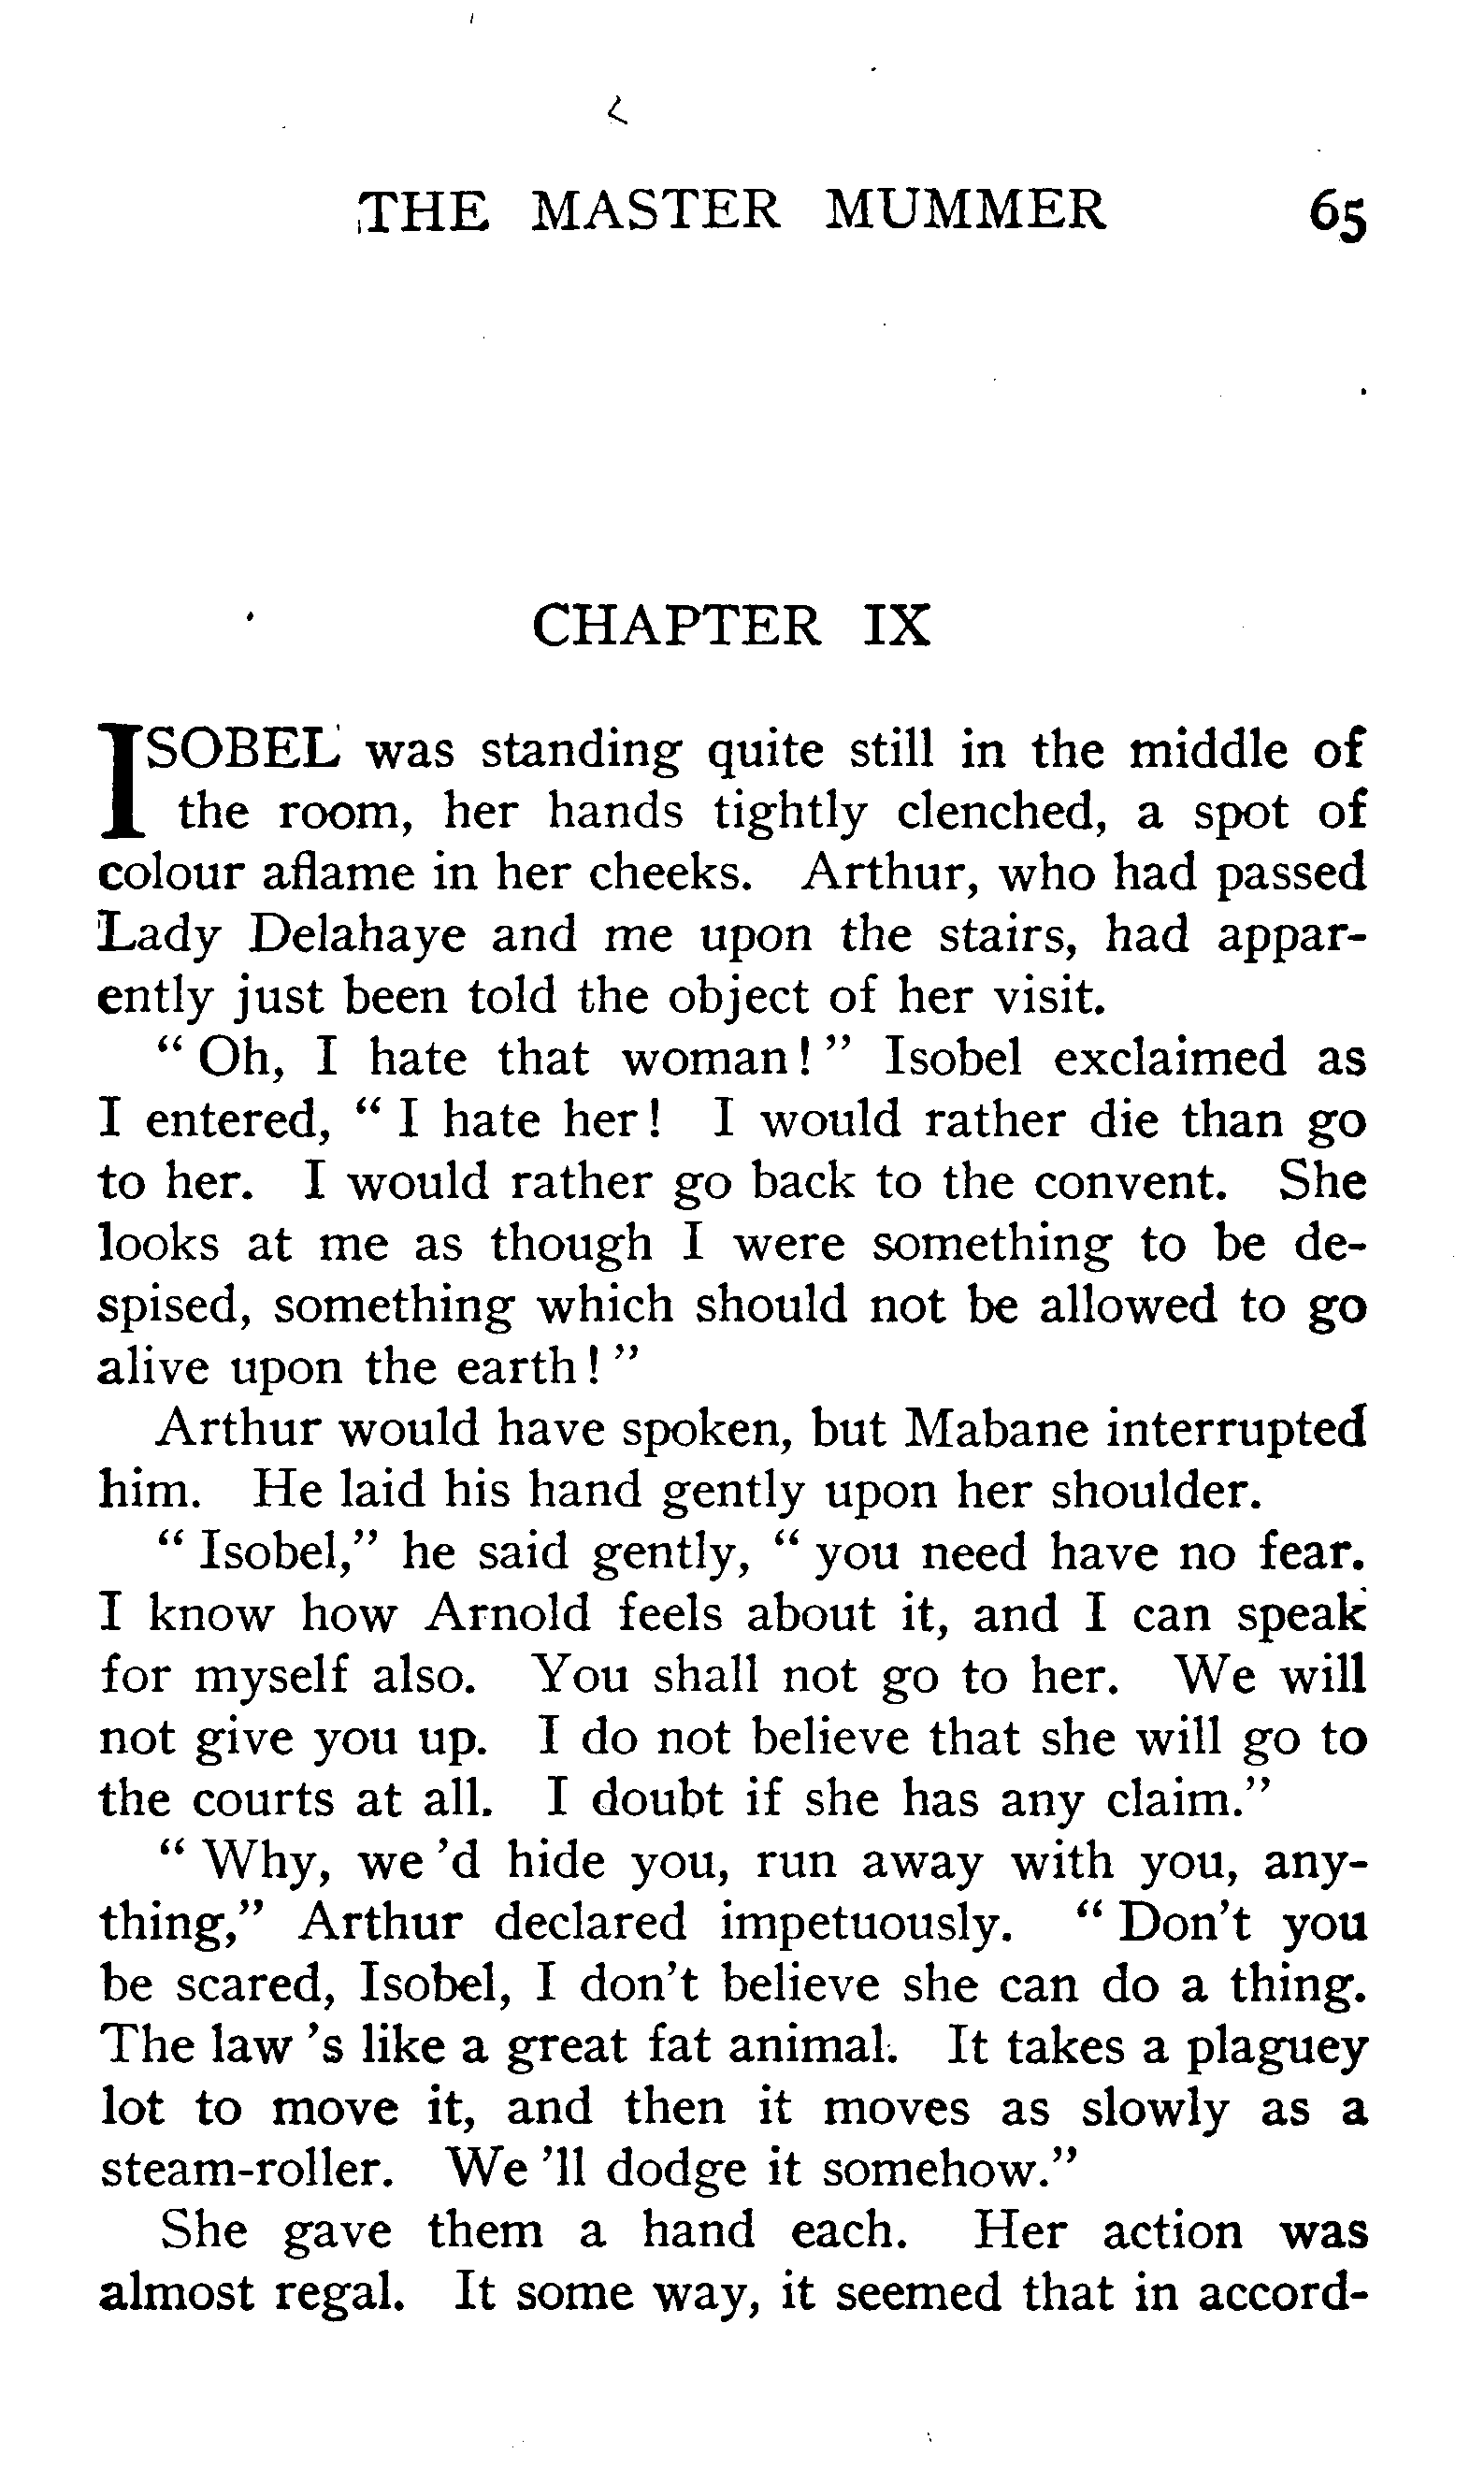 THE MASTER MUMMER 65
CHAPTER IX
ISOBEL was standing quite still in the middle of
the room, her hands tightly clenched, a spot of
colour aflame in her cheeks. Arthur, who had passed
Lady Delahaye and me upon the stairs, had appar-
ently just been told the object of her visit.
“ Oh, I hate that woman! ” Isobel exclaimed as
I entered, “ I hate her! I would rather die than go
to her. I would rather go back to the convent. She
looks at me as though I were something to be de-
spised, something which should not be allowed to go
alive upon the earth! ”
Arthur would have spoken, but Mabane interrupted
him. He laid his hand gently upon her shoulder.
“ Isobel,” he said gently, “ you need have no fear.
I know how Arnold feels about it, and I can speak
for myself also. You shall not go to her. We will
not give you up. I do not believe that she will go to
the courts at all. I doubt if she has any claim.”
“ Why, we 'd hide you, run away with you, any-
thing,” Arthur declared impetuously. “ Don't you
be scared, Isobel, I don't believe she can do a thing.
The law 's like a great fat animal. It takes a plaguey
lot to move it, and then it moves as slowly as a
steam-roller. We 'll dodge it somehow.”
She gave them a hand each. Her action was
almost regal. It some way, it seemed that in accord-